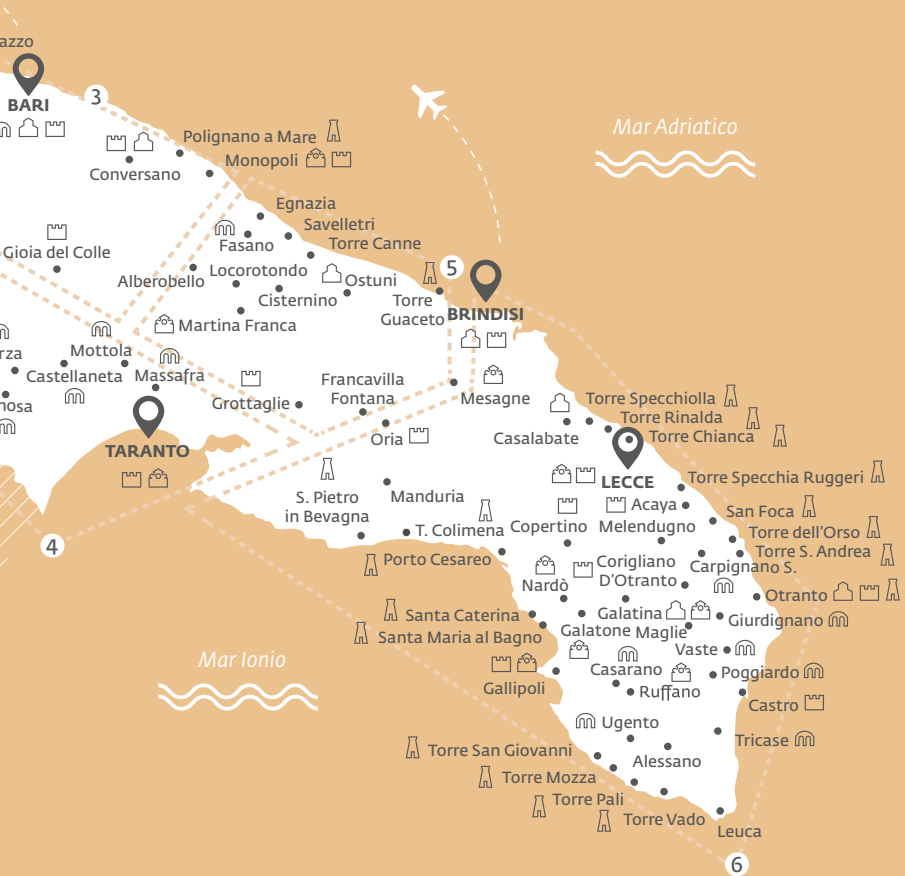 azzo
BARI
3
Mar Adriatico
Polignano a Mare
Monopoli
Conversano
Egnazia
Savelletri
Fasano
Torre Canne
Gioia del Colle
5
Alberobello
Locorotondo
Ostuni
Cisternino
Torre
Guaceto
BRINDISI
Martina Franca
rza
Mottola
Castellaneta
Massafra
nosa
Grottaglie
Francavilla
Fontana
Mesagne
Oria
TARANTO
Casalabate
Torre Specchiolla
Torre Rinalda
Torre Chianca
LECCE
Torre Specchia Ruggeri
S. Pietro
in Bevagna
Manduria
T. Colimena
Copertino
Acaya
Melendugno
San Foca
Torre dell'Orso
Torre S. Andrea
4
Porto Cesareo
Nardò
Corigliano
D'Otranto
Carpignano S.
Otranto
Santa Caterina
Galatina
Giurdignano
Santa Maria al Bagno
Galatone
Maglie
Vaste
Mar Ionio
Gallipoli
Casarano
Ruffano
Poggiardo
Castro
Ugento
Tricase
Torre San Giovanni
Alessano
Torre Mozza
Torre Pali
Torre Vado
Leuca
6